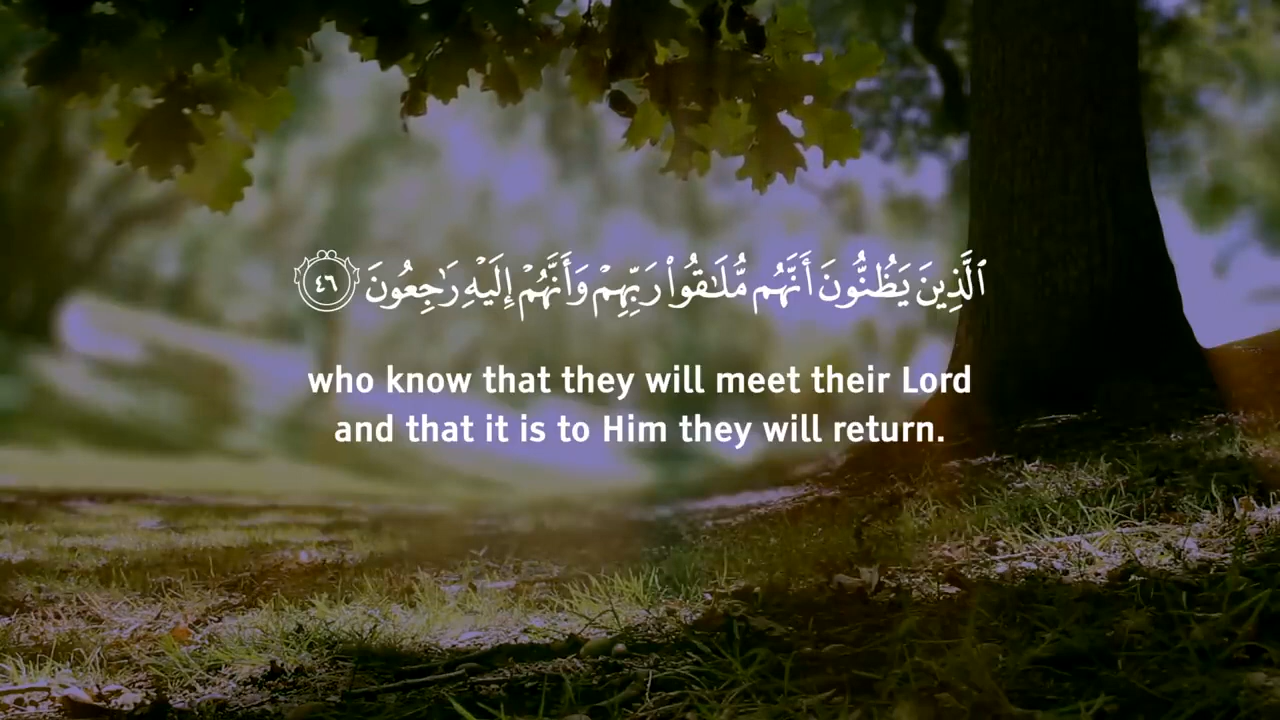 ٱلَّذِينَ يَظُنُّونَ أَنَّهُم مُّلَـٰقُوا۟ رَبِّهِمْ وَأَنَّهُمْ إِلَيْهِ رَٰجِعُونَ ٤٦
who know that they will meet their Lord
and that it is to Him they will return.